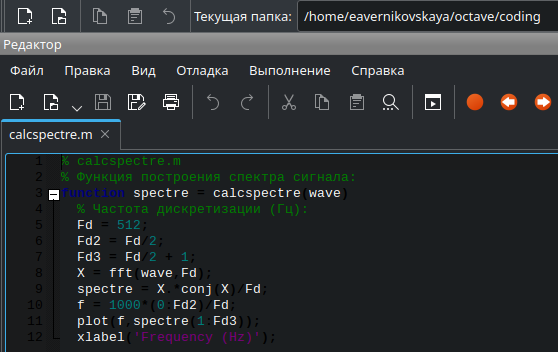 Текущая папка: /home/eavernikovskaya/octave/coding
Редактор
Файл Правка Вид Отладка Выполнение Справка
calcspectre.m
1 % calcspectre.m
2 % Функция построения спектра сигнала:
3 function spectre = calcspectre(wave)
4 % Частота дискретизации (Гц):
5 Fd = 512;
6 Fd2 = Fd/2;
7 Fd3 = Fd/2 + 1;
8 X = fft(wave,Fd);
9 spectre = X.*conj(X)/Fd;
10 f = 1000*(0:Fd2)/Fd;
11 plot(f,spectre(1:Fd3));
12 xlabel('Frequency (Hz)');